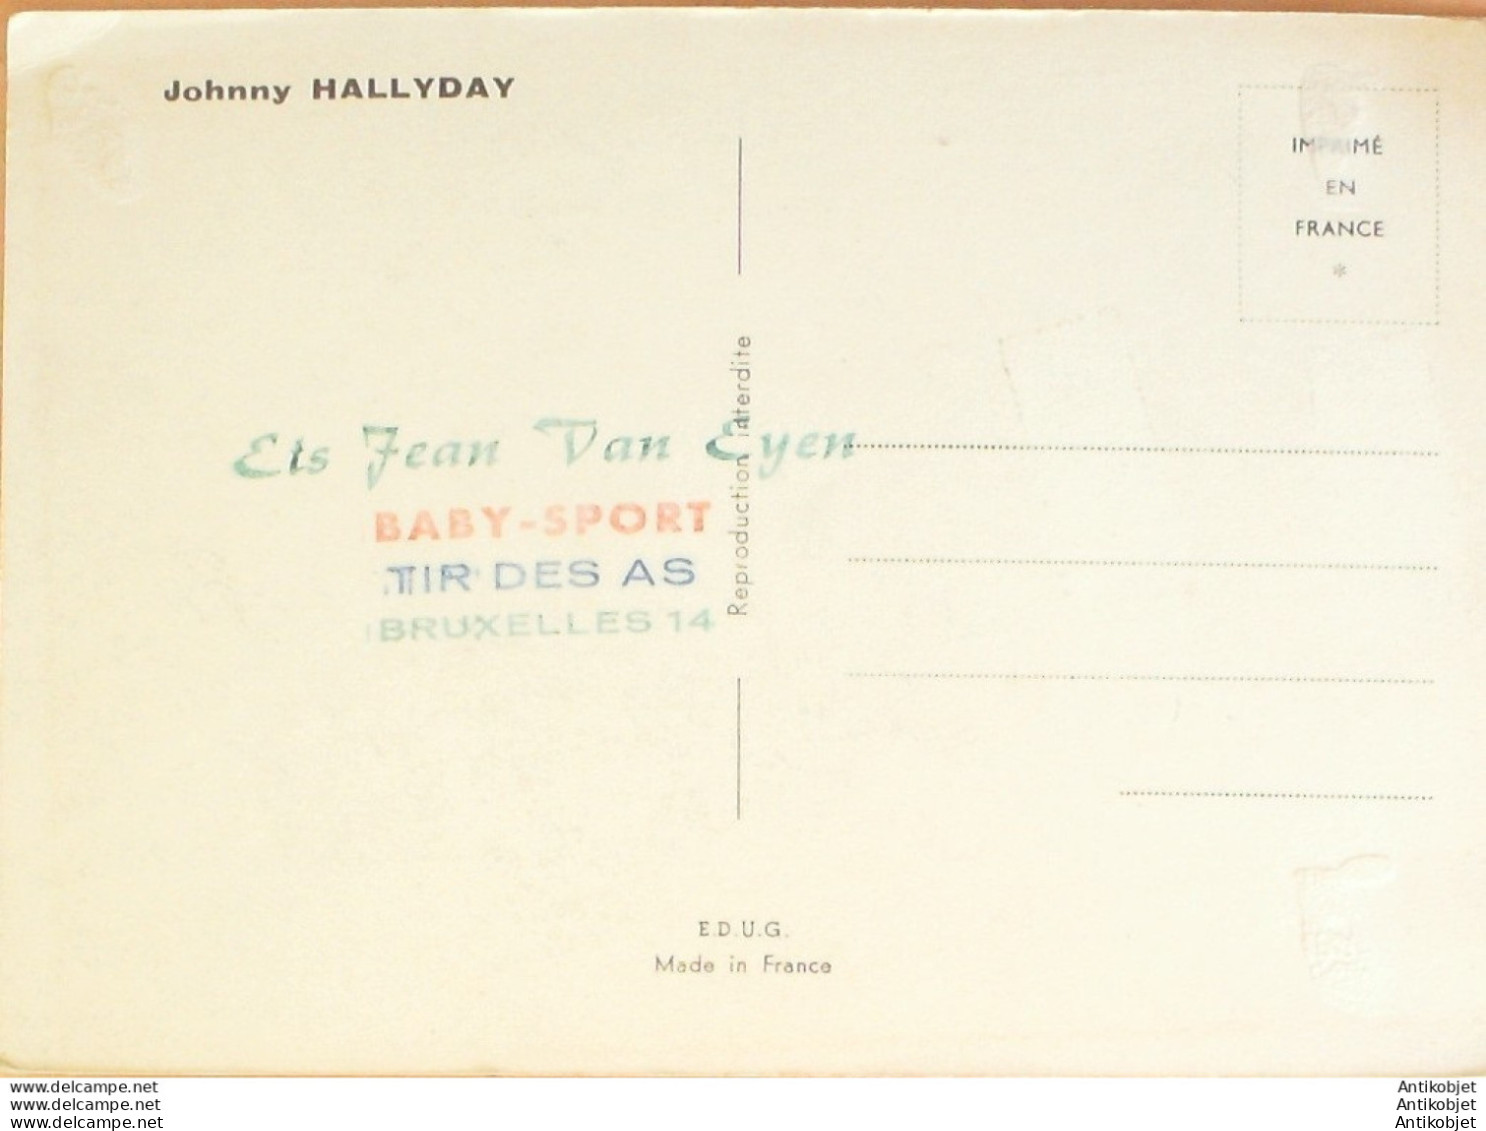 Johnny HALLYDAY
IMPRIMÉ
EN
FRANCE
*
Reproduction interdite
Ets Jean Van Eyen
BABY-SPORT
TIR DES AS
BRUXELLES 14
E.D.U.G.
Made in France
www.delcampe.net
www.delcampe.net
www.delcampe.net
Antikobjet
Antikobjet
Antikobjet